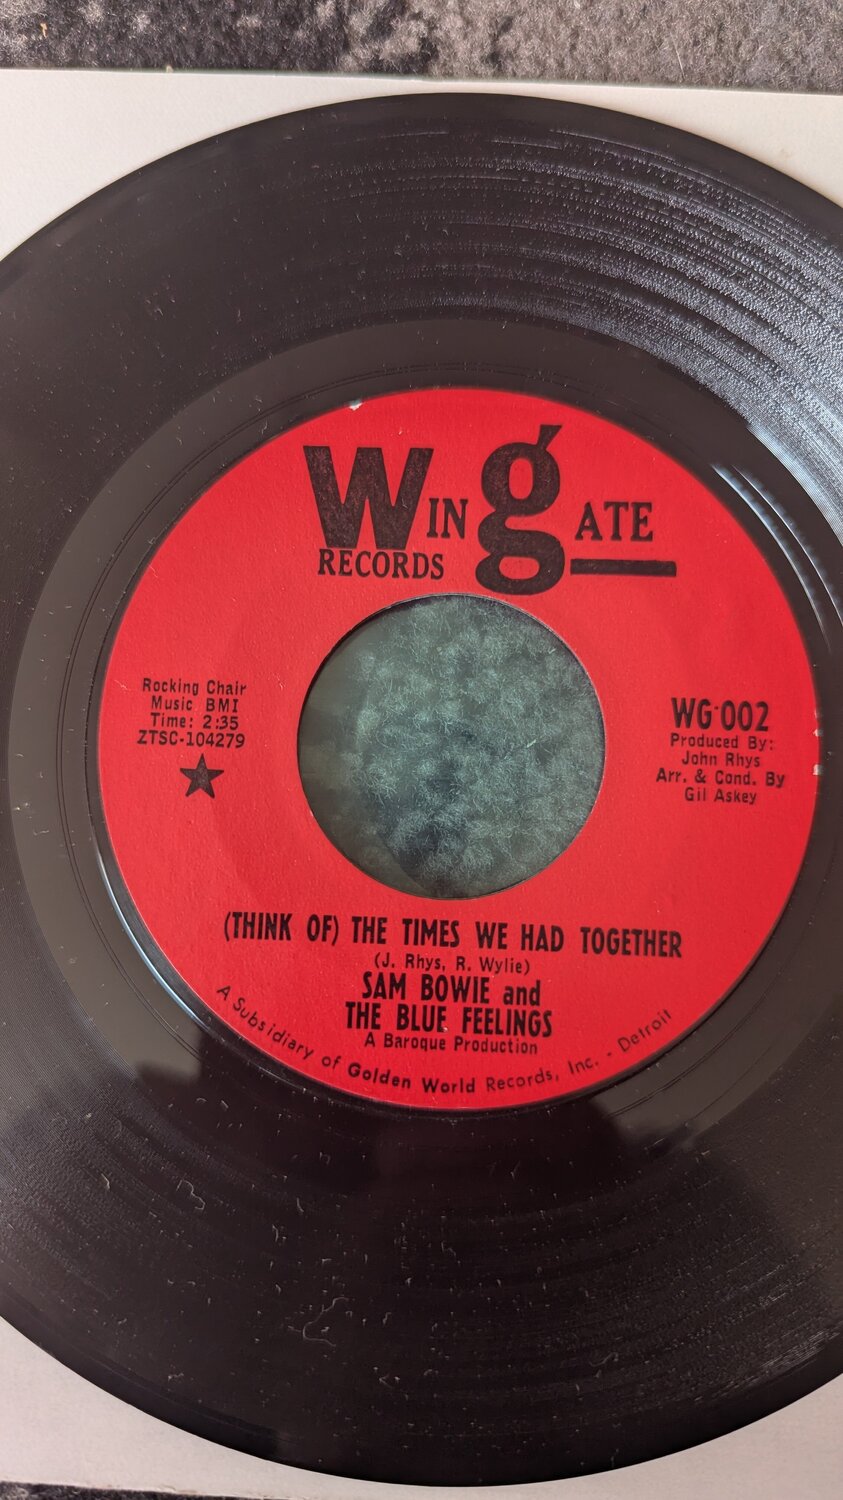 WINGATE
RECORDS
Rocking Chair
Music BMI
Time: 2:35
ZTSC-104279
WG-002
Produced By:
John Rhys
Arr. & Cond. By
Gil Askey
(THINK OF) THE TIMES WE HAD TOGETHER
(J. Rhys, R. Wylie)
SAM BOWIE and
THE BLUE FEELINGS
A Baroque Production
A Subsidiary of Golden World Records, Inc. - Detroit